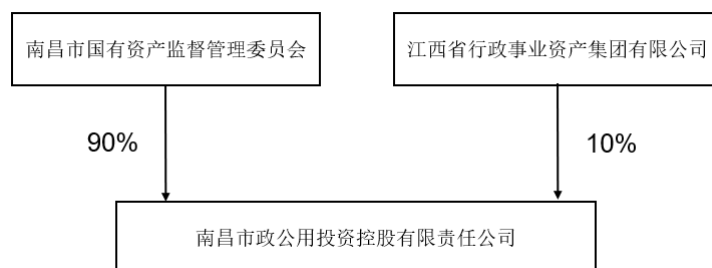 南昌市国有资产监督管理委员会
江西省行政事业资产集团有限公司
90%
10%
南昌市政公用投资控股有限责任公司